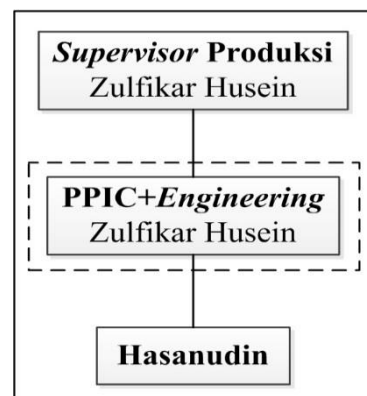 Supervisor Produksi
Zulfikar Husein
PPIC+Engineering
Zulfikar Husein
Hasanudin